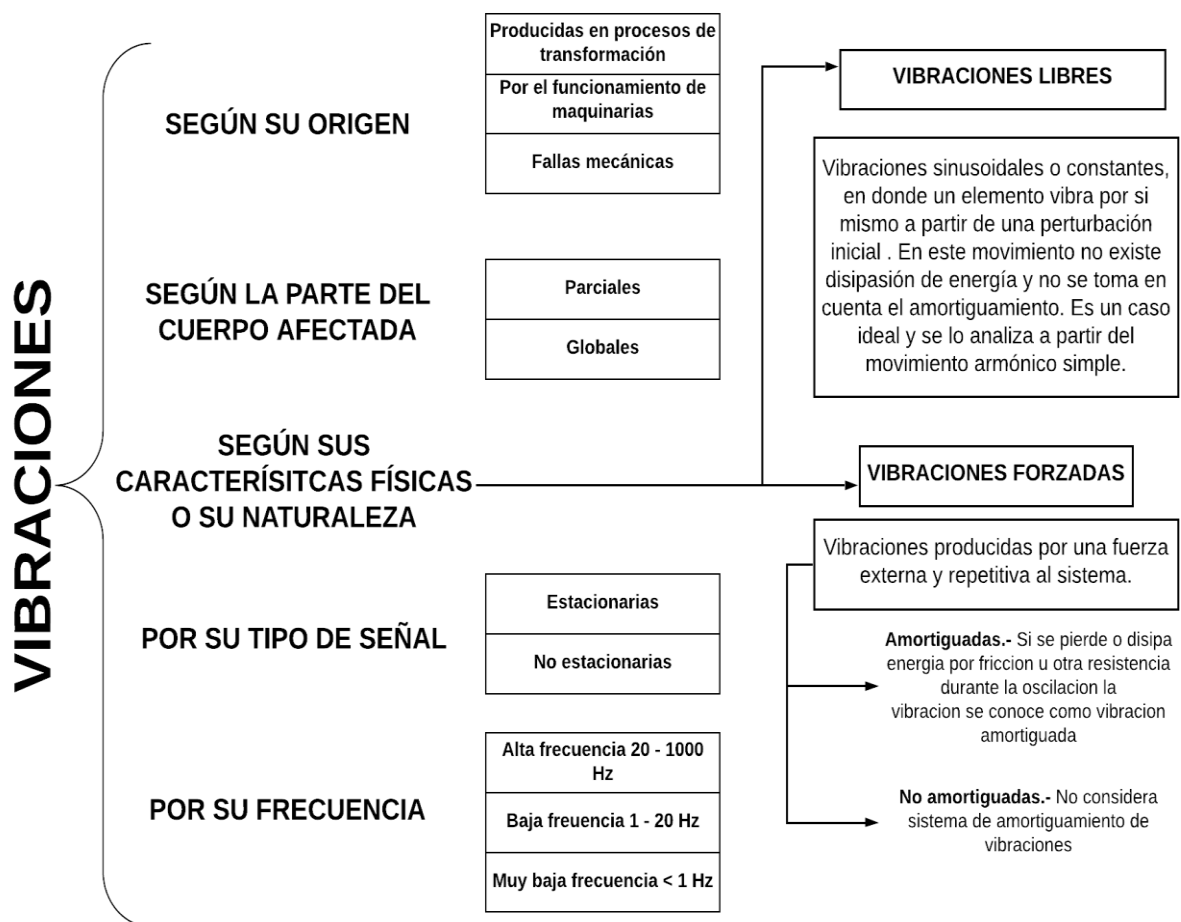 VIBRACIONES
SEGÚN SU ORIGEN
Producidas en procesos de
transformación
Por el funcionamiento de
maquinarias
Fallas mecánicas
SEGÚN LA PARTE DEL
CUERPO AFECTADA
Parciales
Globales
SEGÚN SUS
CARACTERÍSITCAS FÍSICAS
O SU NATURALEZA
VIBRACIONES LIBRES
Vibraciones sinusoidales o constantes,
en donde un elemento vibra por si
mismo a partir de una perturbación
inicial . En este movimiento no existe
disipasión de energía y no se toma en
cuenta el amortiguamiento. Es un caso
ideal y se lo analiza a partir del
movimiento armónico simple.
VIBRACIONES FORZADAS
Vibraciones producidas por una fuerza
externa y repetitiva al sistema.
Amortiguadas.- Si se pierde o disipa
energia por friccion u otra resistencia
durante la oscilacion la
vibracion se conoce como vibracion
amortiguada
No amortiguadas.- No considera
sistema de amortiguamiento de
vibraciones
POR SU TIPO DE SEÑAL
Estacionarias
No estacionarias
POR SU FRECUENCIA
Alta frecuencia 20 - 1000
Hz
Baja freuencia 1 - 20 Hz
Muy baja frecuencia < 1 Hz